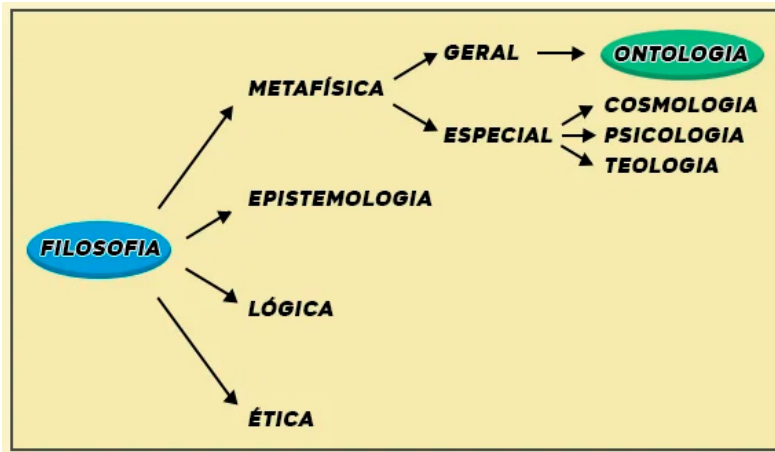 FILOSOFIA
METAFÍSICA
GERAL
ONTOLOGIA
ESPECIAL
COSMOLOGIA
PSICOLOGIA
TEOLOGIA
EPISTEMOLOGIA
LÓGICA
ÉTICA